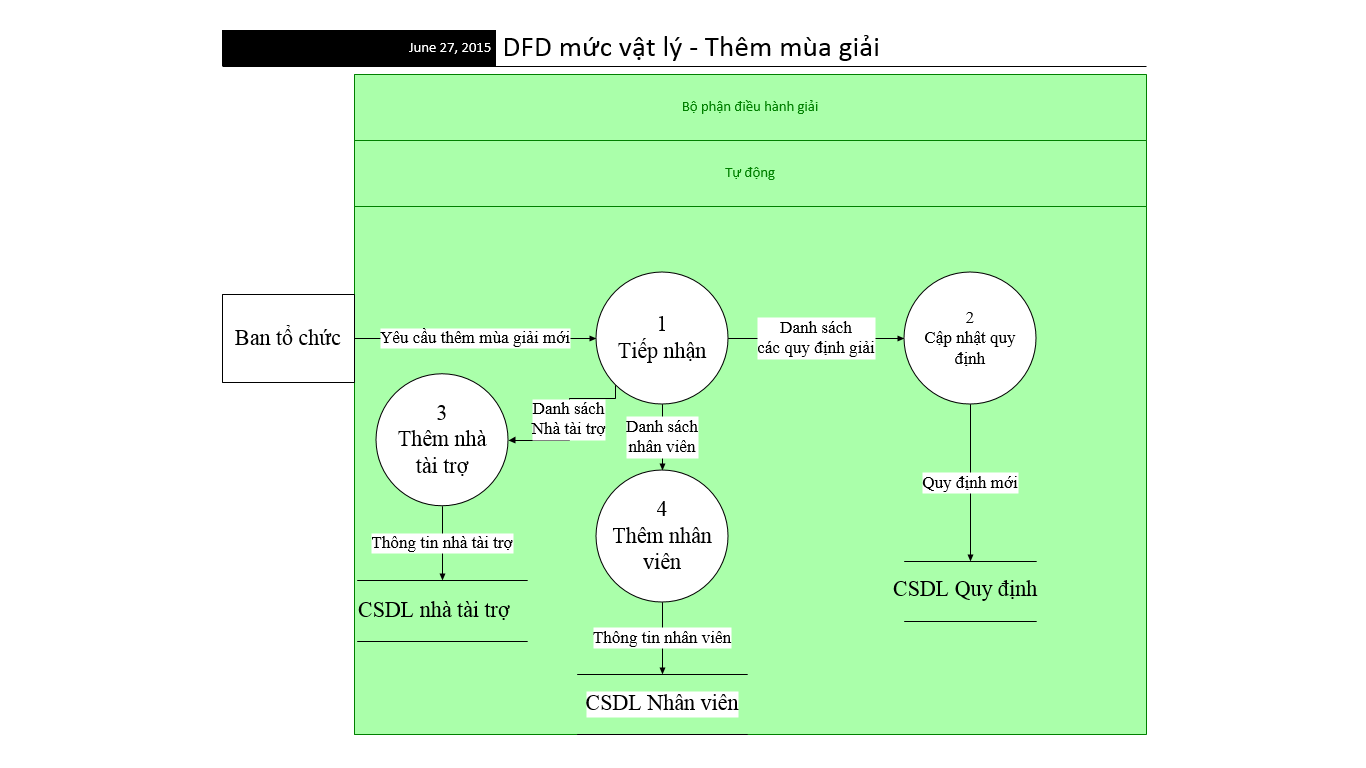 June 27, 2015
DFD mức vật lý - Thêm mùa giải
Bộ phận điều hành giải
Tự động
Ban tổ chức
Yêu cầu thêm mùa giải mới
1
Tiếp nhận
Danh sách
các quy định giải
2
Cập nhật quy
định
3
Thêm nhà
tài trợ
Danh sách
Nhà tài trợ
Danh sách
nhân viên
4
Thêm nhân
viên
Quy định mới
Thông tin nhà tài trợ
CSDL nhà tài trợ
CSDL Quy định
Thông tin nhân viên
CSDL Nhân viên